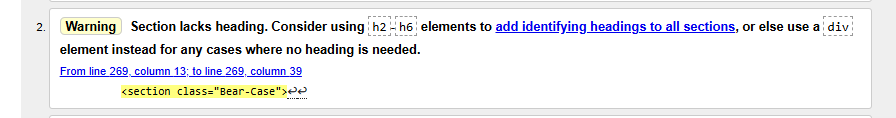 2. Warning Section lacks heading. Consider using h2-h6 elements to add identifying headings to all sections, or else use a div
element instead for any cases where no heading is needed.
From line 269, column 13; to line 269, column 39
<section class="Bear-Case">↩↩